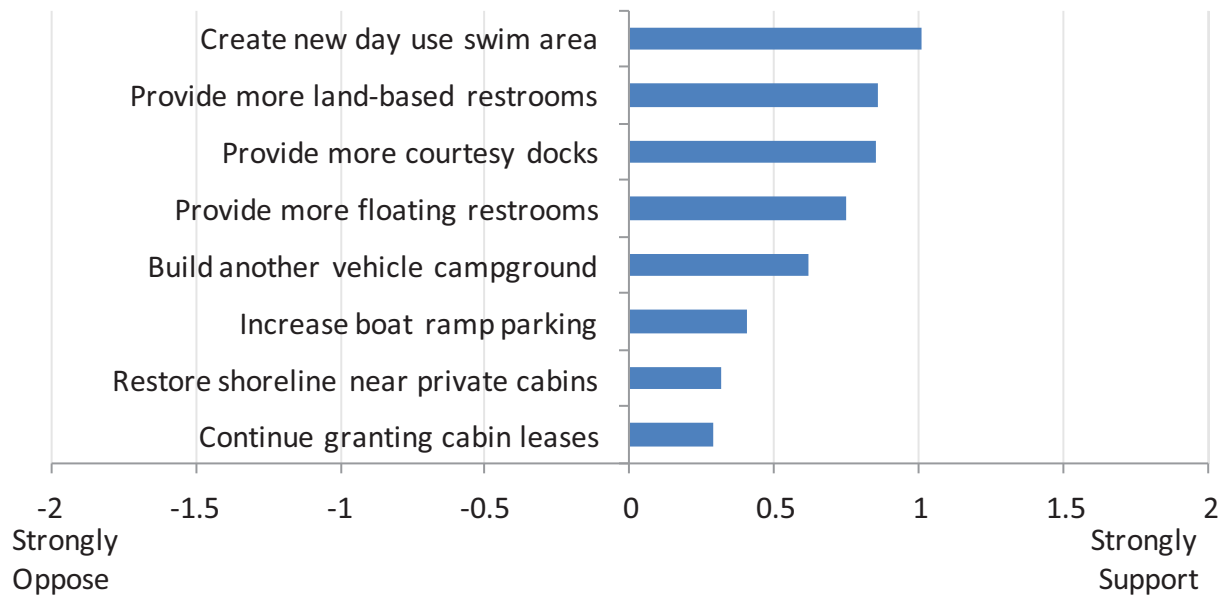 Create new day use swim area
Provide more land-based restrooms
Provide more courtesy docks
Provide more floating restrooms
Build another vehicle campground
Increase boat ramp parking
Restore shoreline near private cabins
Continue granting cabin leases
-2 -1.5 -1 -0.5 0 0.5 1 1.5 2
Strongly Strongly
Oppose Support